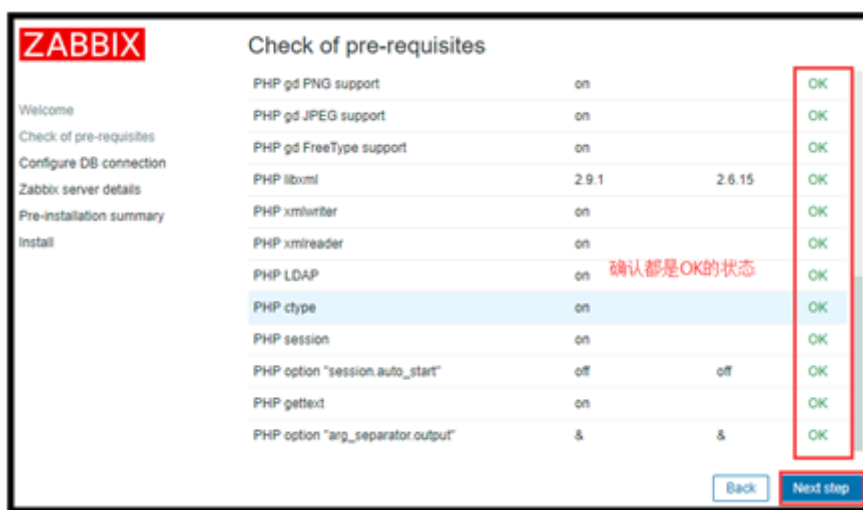 ZABBIX
Check of pre-requisites
Welcome
Check of pre-requisites
Configure DB connection
Zabbix server details
Pre-installation summary
Install
PHP gd PNG support on OK
PHP gd JPEG support on OK
PHP gd FreeType support on OK
PHP libxml 2.9.1 2.6.15 OK
PHP xmlwriter on OK
PHP xmlreader on OK
PHP LDAP on OK
确认都是OK的状态
PHP ctype on OK
PHP session on OK
PHP option "session.auto_start" off off OK
PHP gettext on OK
PHP option "arg_separator.output" & & OK
Back Next step